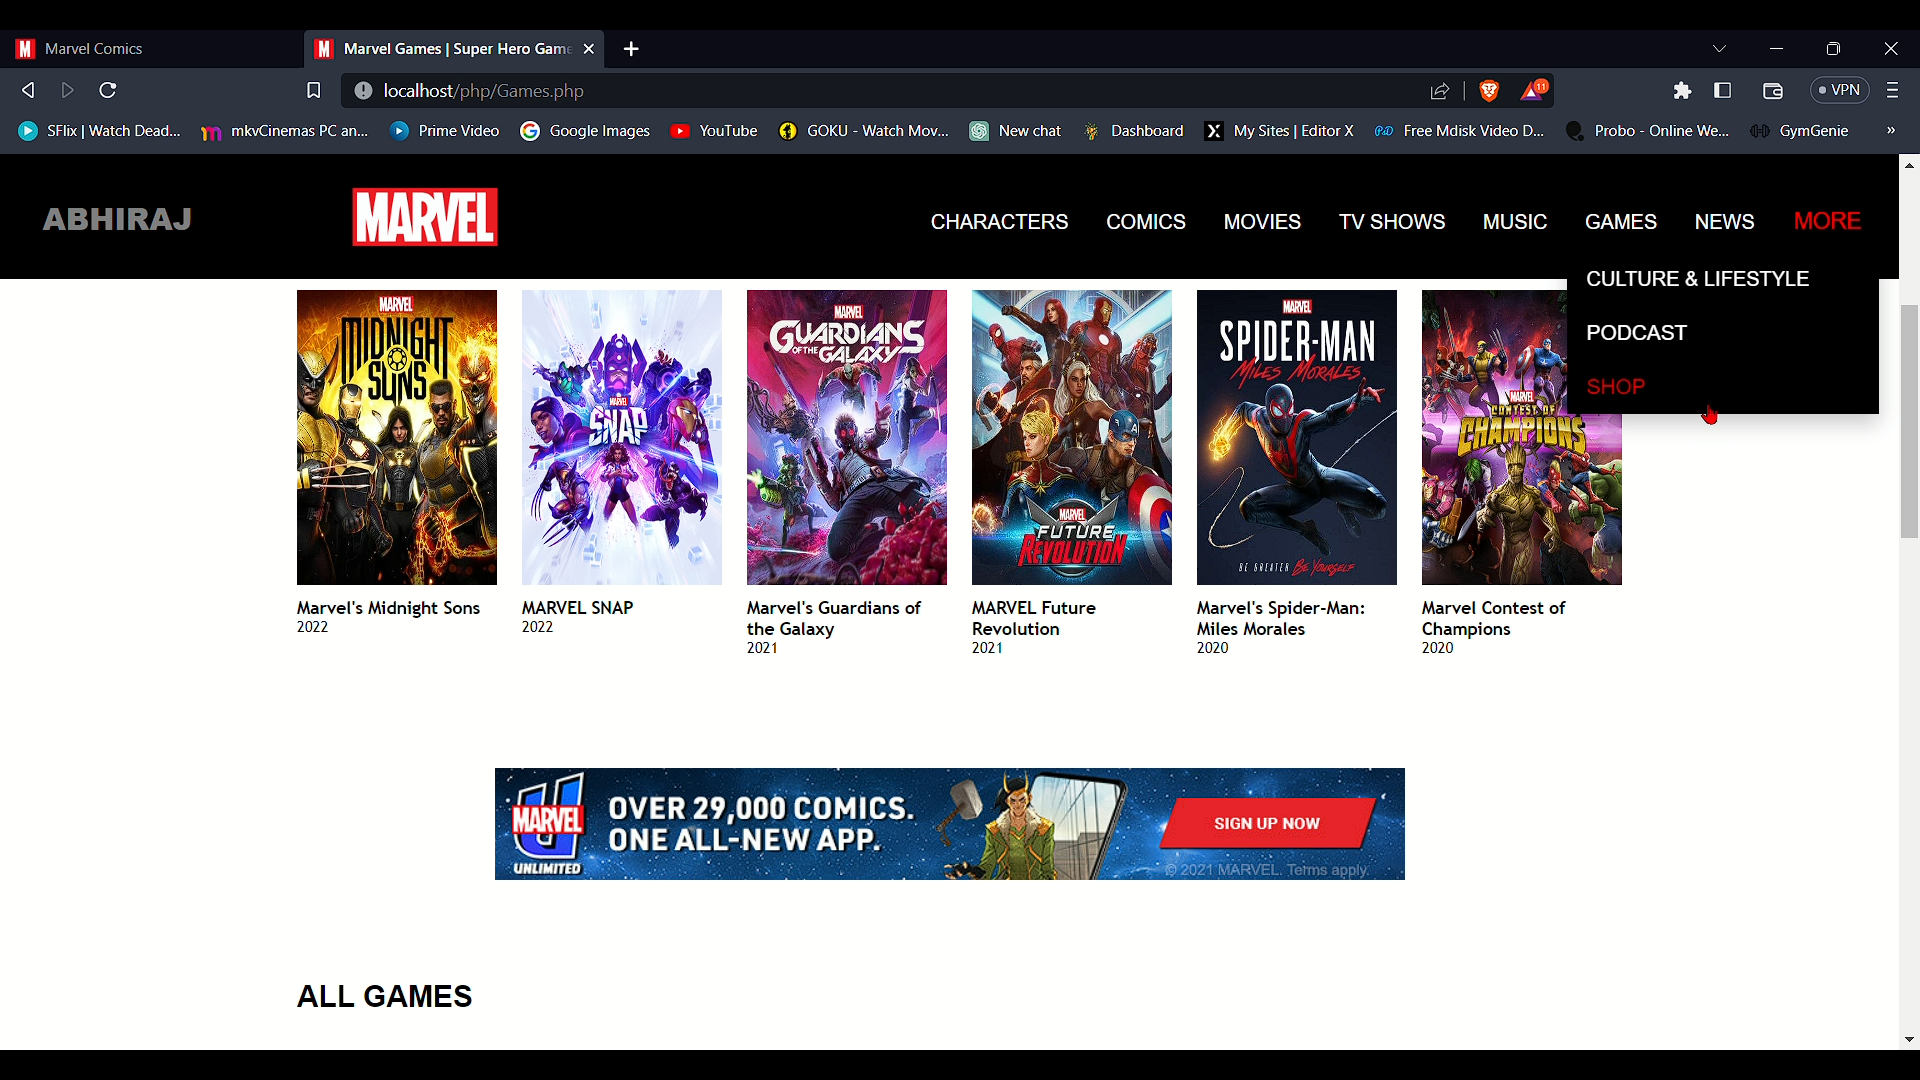 Marvel Comics
Marvel Games | Super Hero Game
localhost/php/Games.php
11
VPN
SFlix | Watch Dead...
mkvCinemas PC an...
Prime Video
Google Images
YouTube
GOKU - Watch Mov...
New chat
Dashboard
My Sites | Editor X
Free Mdisk Video D...
Probo - Online We...
GymGenie
»
ABHIRAJ
MARVEL
CHARACTERS
COMICS
MOVIES
TV SHOWS
MUSIC
GAMES
NEWS
MORE
CULTURE & LIFESTYLE
PODCAST
SHOP
MARVEL
MIDNIGHT
SUNS
MARVEL
SNAP
MARVEL
GUARDIANS
OF THE GALAXY
MARVEL
FUTURE
REVOLUTION
MARVEL
SPIDER-MAN
Miles Morales
BE GREATER Be Yourself
MARVEL
CONTEST OF
CHAMPIONS
Marvel's Midnight Sons
2022
MARVEL SNAP
2022
Marvel's Guardians of
the Galaxy
2021
MARVEL Future
Revolution
2021
Marvel's Spider-Man:
Miles Morales
2020
Marvel Contest of
Champions
2020
MARVEL
UNLIMITED
OVER 29,000 COMICS.
ONE ALL-NEW APP.
SIGN UP NOW
© 2021 MARVEL. Terms apply.
ALL GAMES